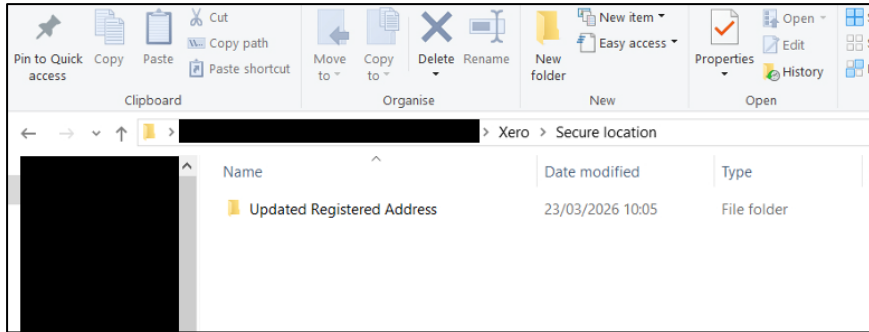 Cut
Copy path
Paste shortcut
Pin to Quick access
Copy
Paste
Clipboard
Move to
Copy to
Delete
Rename
Organise
New folder
New item
Easy access
New
Properties
Open
Edit
History
Open
Xero > Secure location
Name Date modified Type
Updated Registered Address 23/03/2026 10:05 File folder